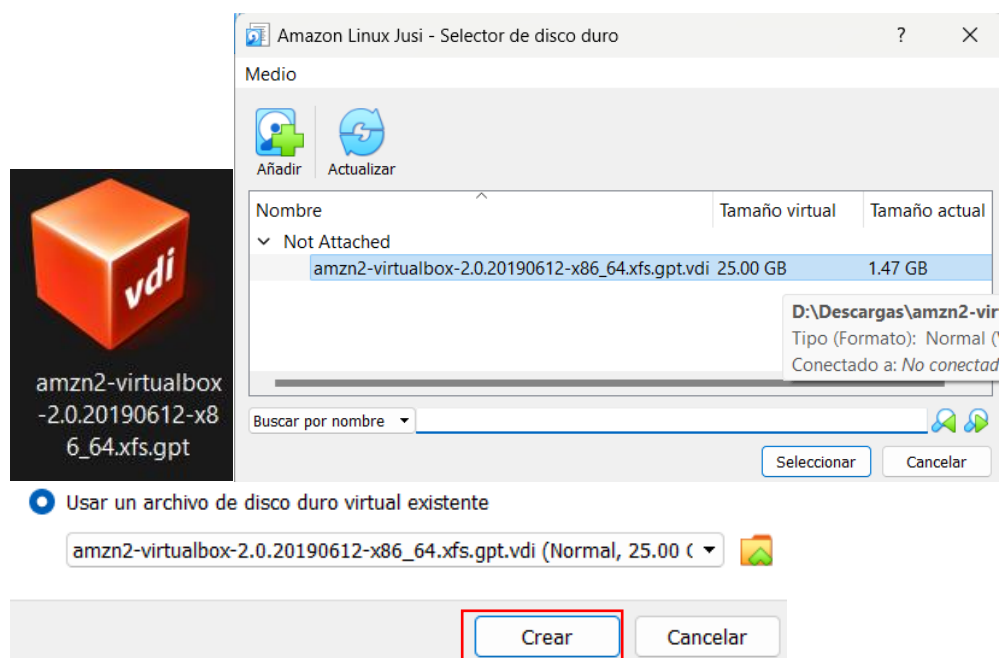 Amazon Linux Jusi - Selector de disco duro
?
Medio
Añadir
Actualizar
Nombre
Tamaño virtual
Tamaño actual
Not Attached
amzn2-virtualbox-2.0.20190612-x86_64.xfs.gpt.vdi 25.00 GB 1.47 GB
D:\Descargas\amzn2-vir
Tipo (Formato): Normal (
Conectado a: No conectad
Buscar por nombre
Seleccionar
Cancelar
vdi
amzn2-virtualbox
-2.0.20190612-x8
6_64.xfs.gpt
Usar un archivo de disco duro virtual existente
amzn2-virtualbox-2.0.20190612-x86_64.xfs.gpt.vdi (Normal, 25.00 (
Crear
Cancelar